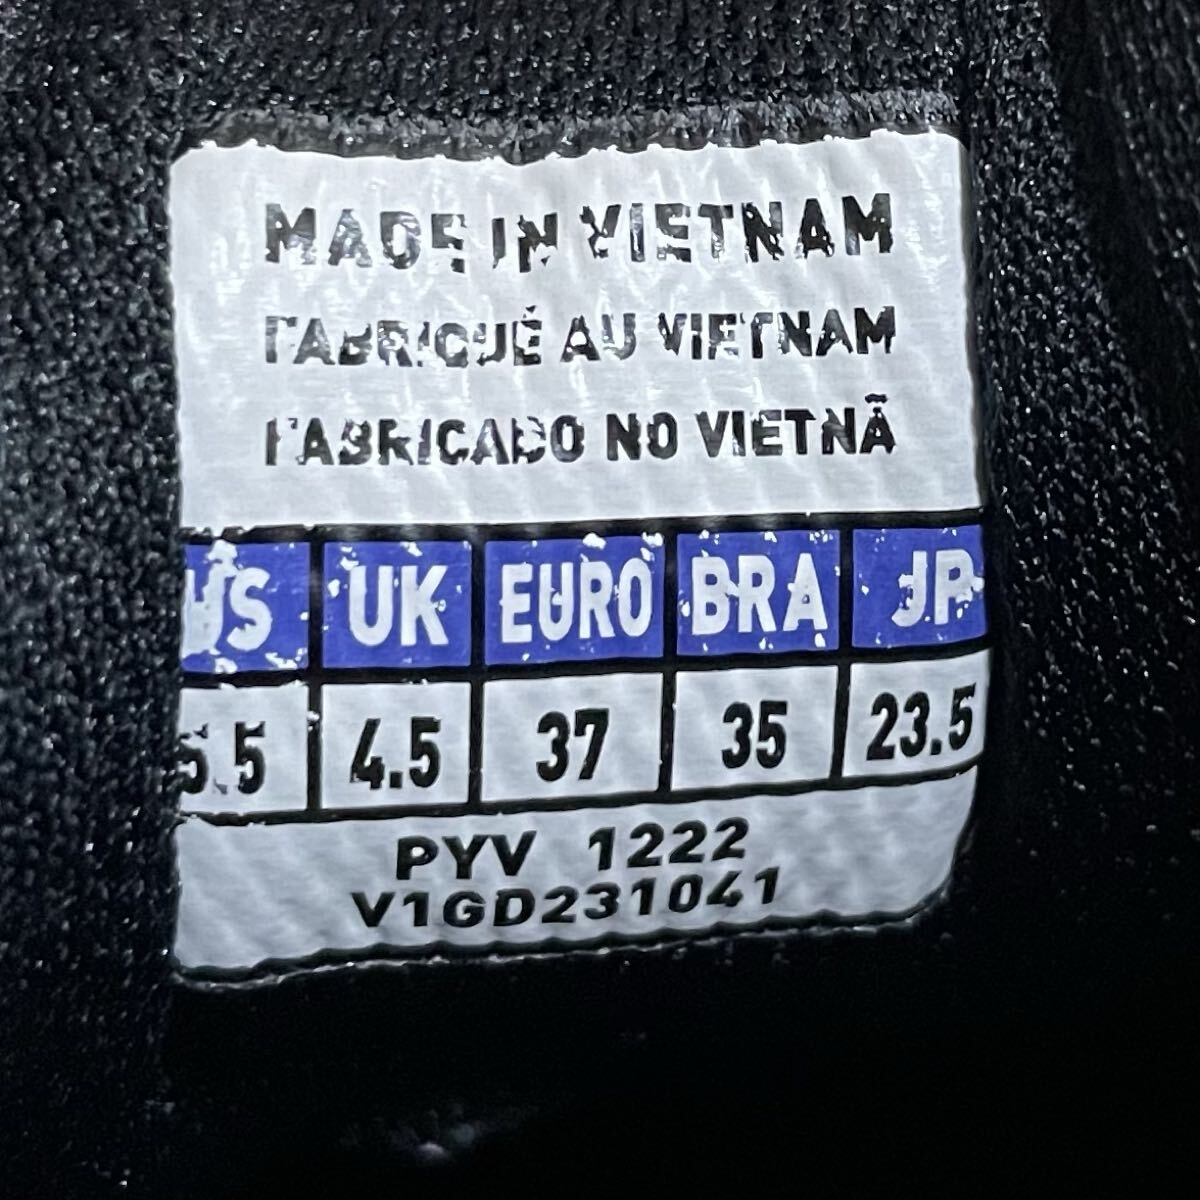 MADE IN VIETNAM
FABRIQUÉ AU VIETNAM
FABRICADO NO VIETNÃ
US UK EURO BRA JP
5.5 4.5 37 35 23.5
PYV 1222
V1GD231041